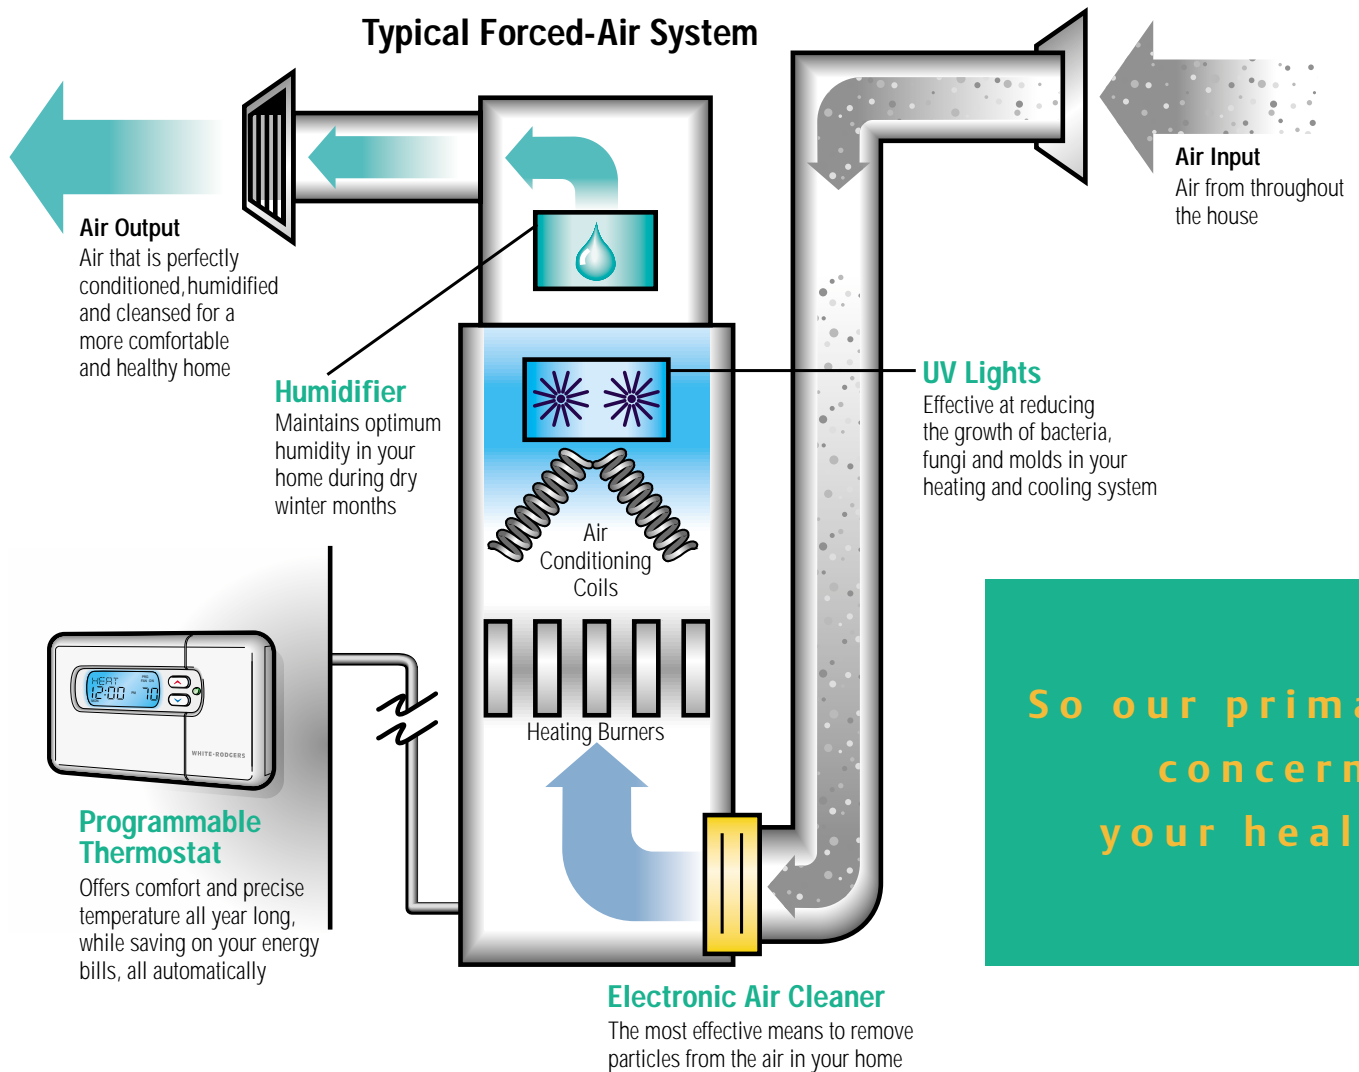 Typical Forced-Air System
Air Input
Air from throughout
the house
Air Output
Air that is perfectly
conditioned, humidified
and cleansed for a
more comfortable
and healthy home
Humidifier
Maintains optimum
humidity in your
home during dry
winter months
UV Lights
Effective at reducing
the growth of bacteria,
fungi and molds in your
heating and cooling system
Air
Conditioning
Coils
Heating Burners
HEAT
12:00 70
WHITE-RODGERS
Programmable
Thermostat
Offers comfort and precise
temperature all year long,
while saving on your energy
bills, all automatically
Electronic Air Cleaner
The most effective means to remove
particles from the air in your home
So our prima
concern
your heal